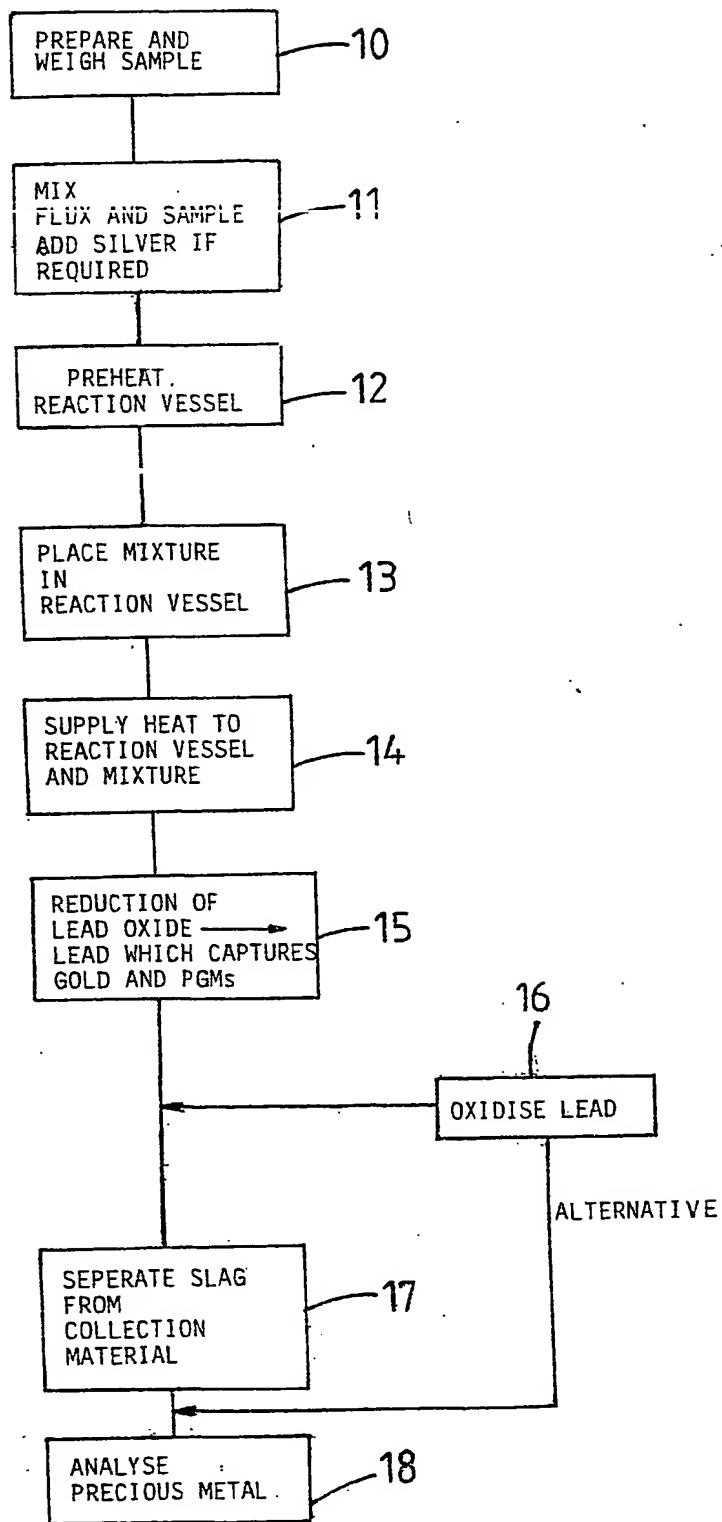 PREPARE AND
WEIGH SAMPLE
10
MIX
FLUX AND SAMPLE
ADD SILVER IF
REQUIRED
11
PREHEAT.
REACTION VESSEL
12
PLACE MIXTURE
IN
REACTION VESSEL
13
SUPPLY HEAT TO
REACTION VESSEL
AND MIXTURE
14
REDUCTION OF
LEAD OXIDE →
LEAD WHICH CAPTURES
GOLD AND PGMs
15
16
OXIDISE LEAD
ALTERNATIVE
SEPERATE SLAG
FROM
COLLECTION
MATERIAL
17
ANALYSE
PRECIOUS METAL
18